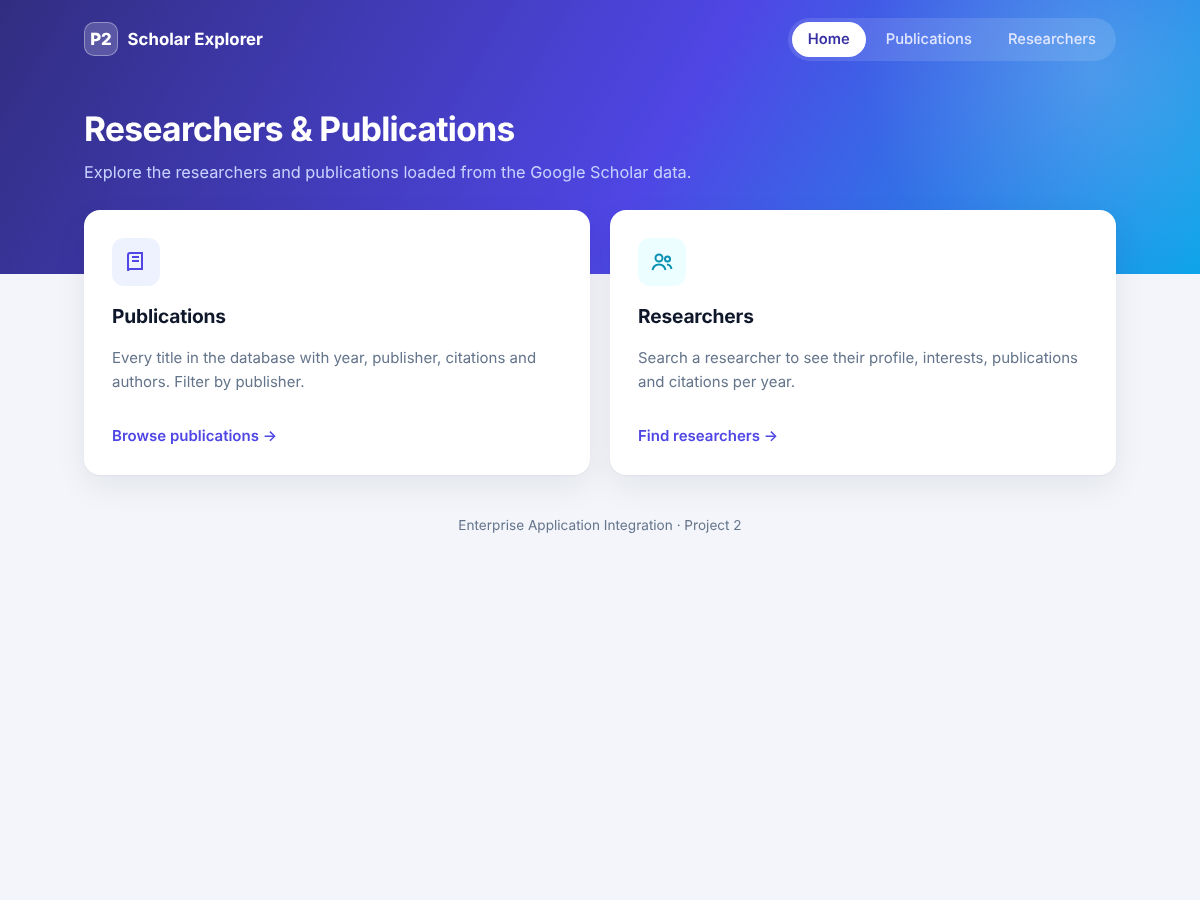 P2 Scholar Explorer
Home Publications Researchers
Researchers & Publications
Explore the researchers and publications loaded from the Google Scholar data.
Publications
Every title in the database with year, publisher, citations and
authors. Filter by publisher.
Browse publications →
Researchers
Search a researcher to see their profile, interests, publications
and citations per year.
Find researchers →
Enterprise Application Integration · Project 2